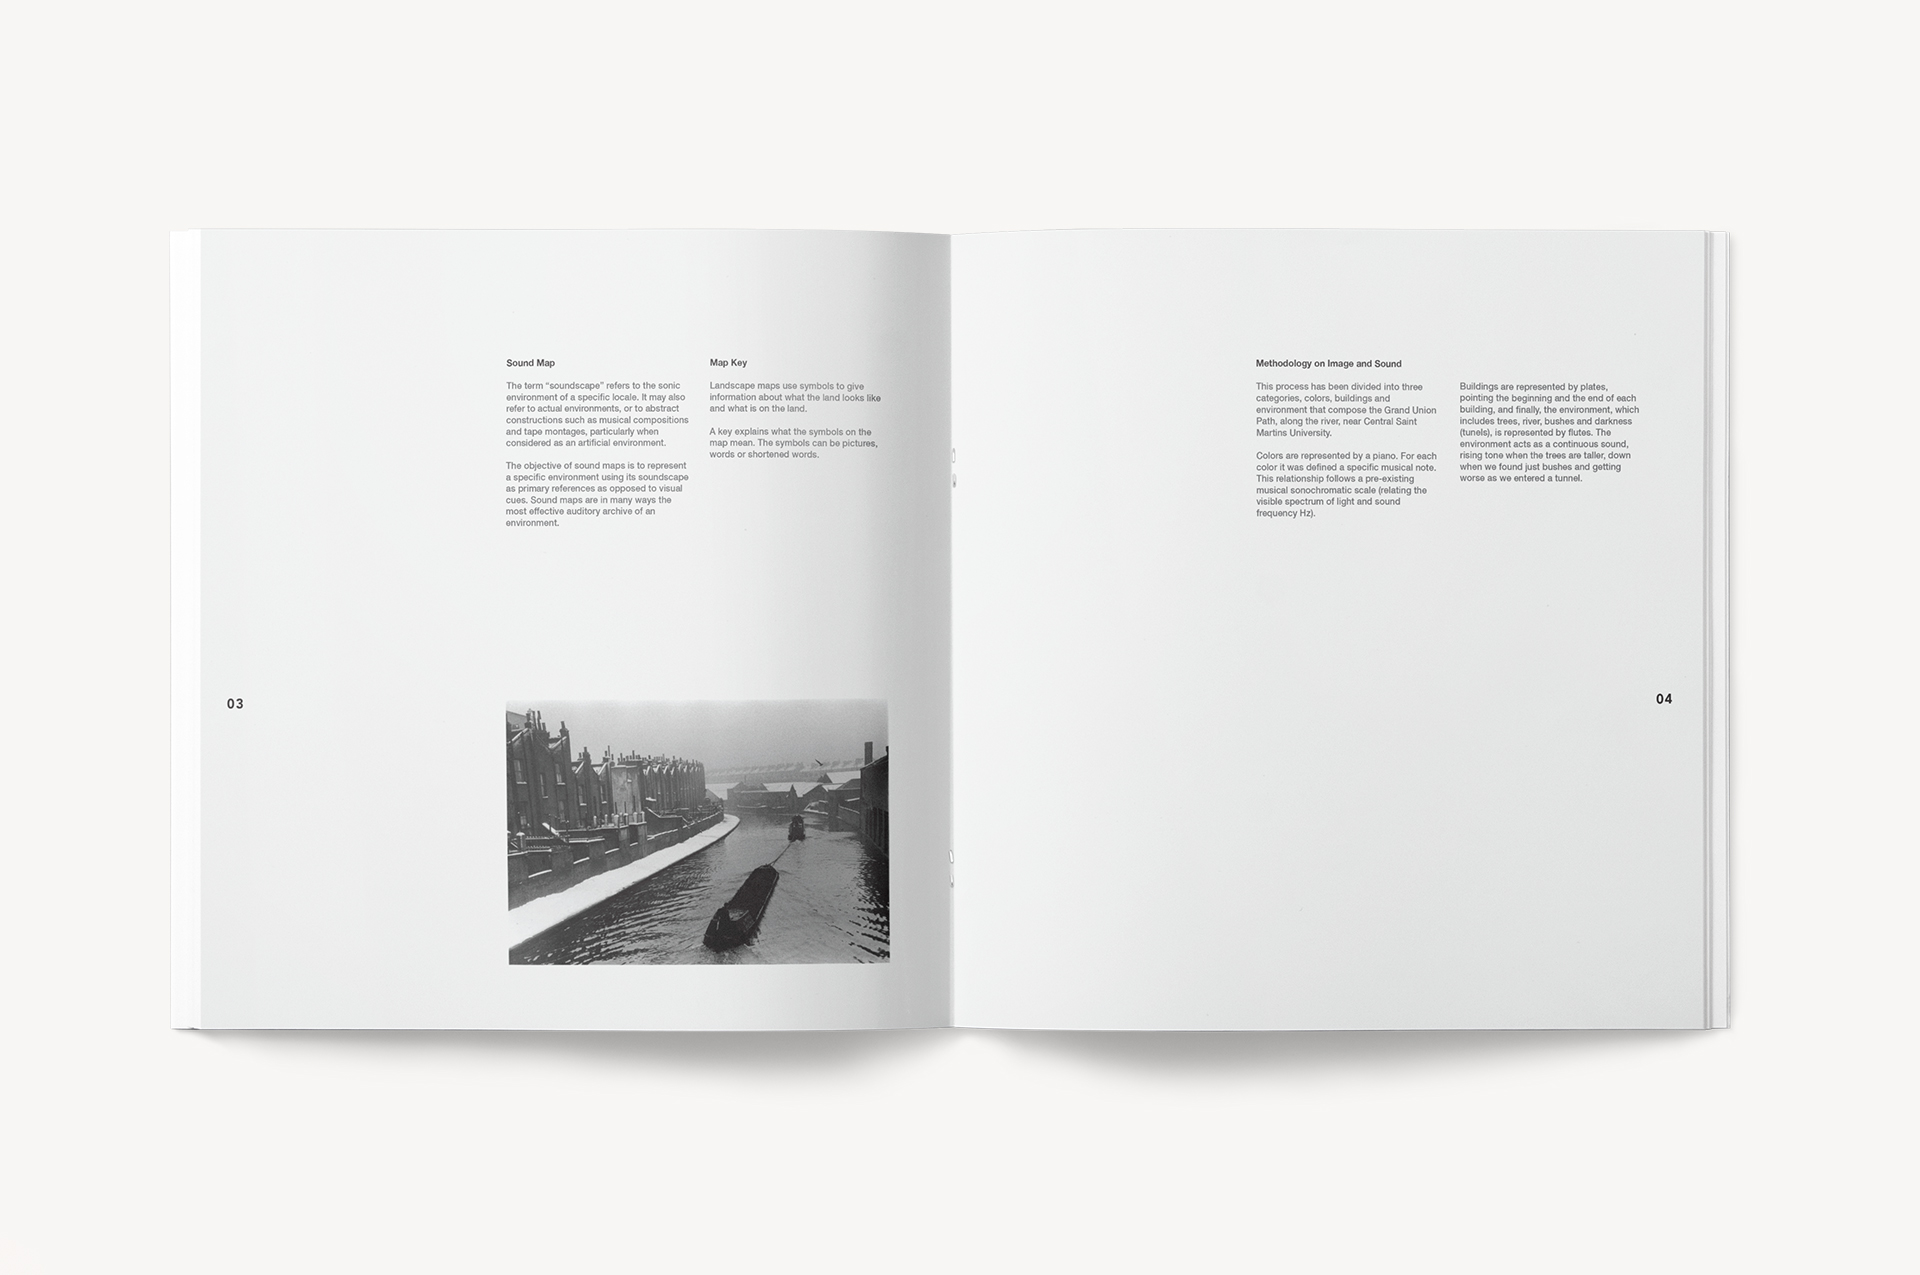 Sound Map
The term “soundscape” refers to the sonic
environment of a specific locale. It may also
refer to actual environments, or to abstract
constructions such as musical compositions
and tape montages, particularly when
considered as an artificial environment.
The objective of sound maps is to represent
a specific environment using its soundscape
as primary references as opposed to visual
cues. Sound maps are in many ways the
most effective auditory archive of an
environment.
Map Key
Landscape maps use symbols to give
information about what the land looks like
and what is on the land.
A key explains what the symbols on the
map mean. The symbols can be pictures,
words or shortened words.
03
Methodology on Image and Sound
This process has been divided into three
categories, colors, buildings and
environment that compose the Grand Union
Path, along the river, near Central Saint
Martins University.
Colors are represented by a piano. For each
color it was defined a specific musical note.
This relationship follows a pre-existing
musical sonochromatic scale (relating the
visible spectrum of light and sound
frequency Hz).
Buildings are represented by plates,
pointing the beginning and the end of each
building, and finally, the environment, which
includes trees, river, bushes and darkness
(tunels), is represented by flutes. The
environment acts as a continuous sound,
rising tone when the trees are taller, down
when we found just bushes and getting
worse as we entered a tunnel.
04